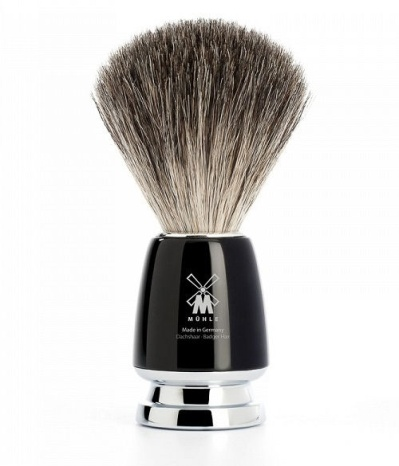 M
MÜHLE
Made in Germany
Dachshaar · Badger Hair